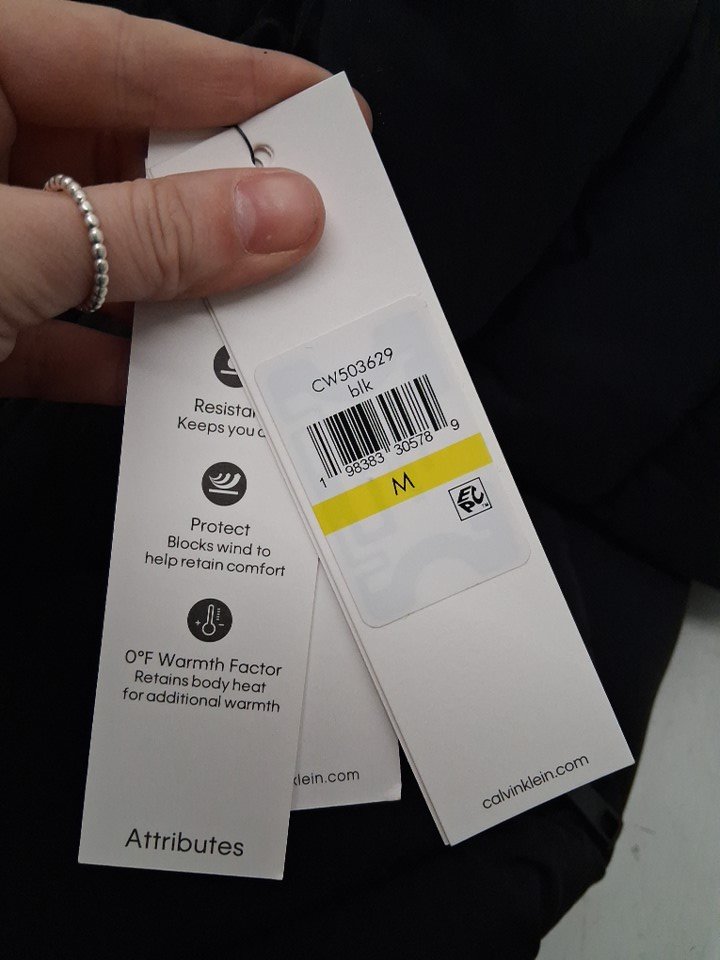 Keeps you
Protect
Blocks wind to
help retain comfort
0°F Warmth Factor
Retains body heat
for additional warmth
Attributes
CW503629
blk
1 98383 30578 9
M
EPC
calvinklein.com
klein.com